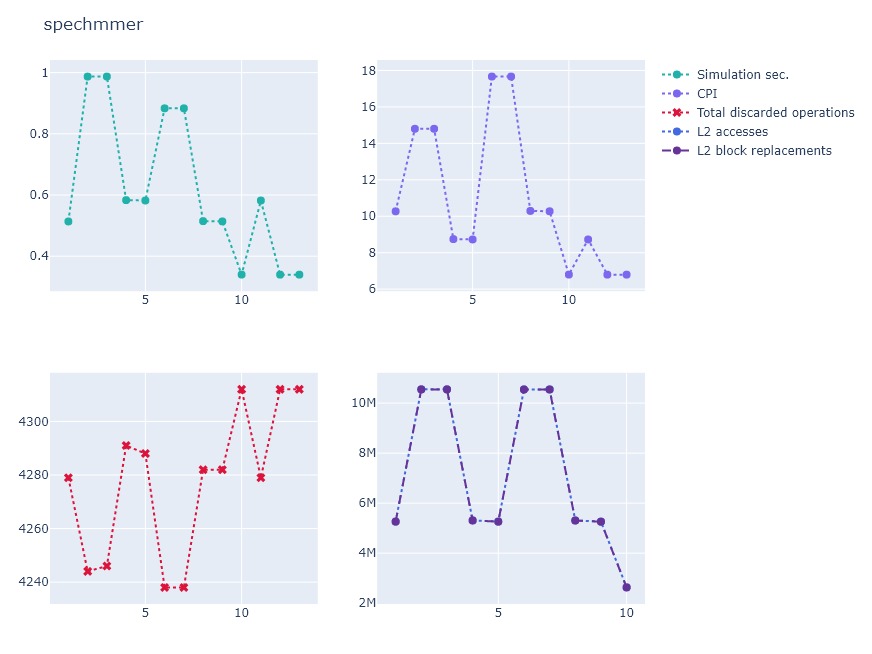 spechmmer
1
0.8
0.6
0.4
5
10
18
16
14
12
10
8
6
5
10
Simulation sec.
CPI
Total discarded operations
L2 accesses
L2 block replacements
4300
4280
4260
4240
5
10
10M
8M
6M
4M
2M
5
10